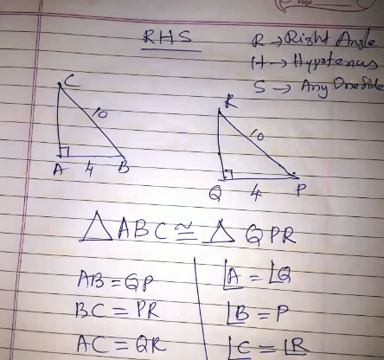 RHS
R → Right Angle
H → Hypotenus
S → Any One Side
C
10
A 4 B
R
10
Q 4 P
△ABC ≅ △QPR
AB = QP
∠A = ∠Q
BC = PR
∠B = P
AC = QR
∠C = ∠R